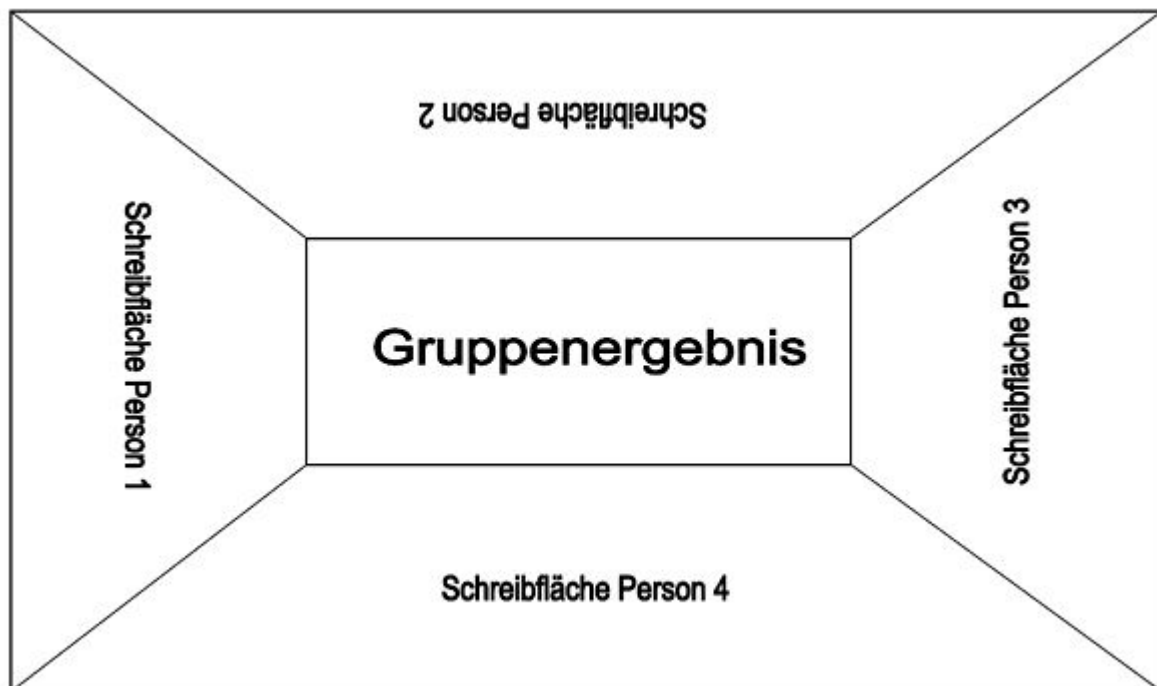 Schreibfläche Person 2
Schreibfläche Person 1
Gruppenergebnis
Schreibfläche Person 3
Schreibfläche Person 4